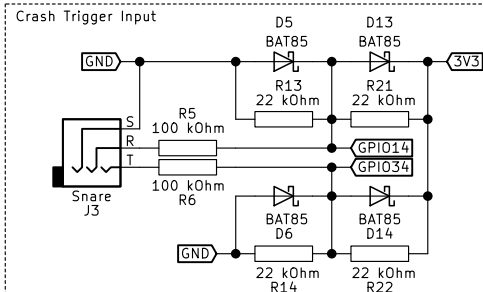 Crash Trigger Input
D5
D13
BAT85
BAT85
GND
3V3
R13
R21
22 kOhm
22 kOhm
R5
100 kOhm
S
R
T
GPIO14
GPIO34
100 kOhm
R6
Snare
J3
BAT85
BAT85
D6
D14
GND
22 kOhm
22 kOhm
R14
R22